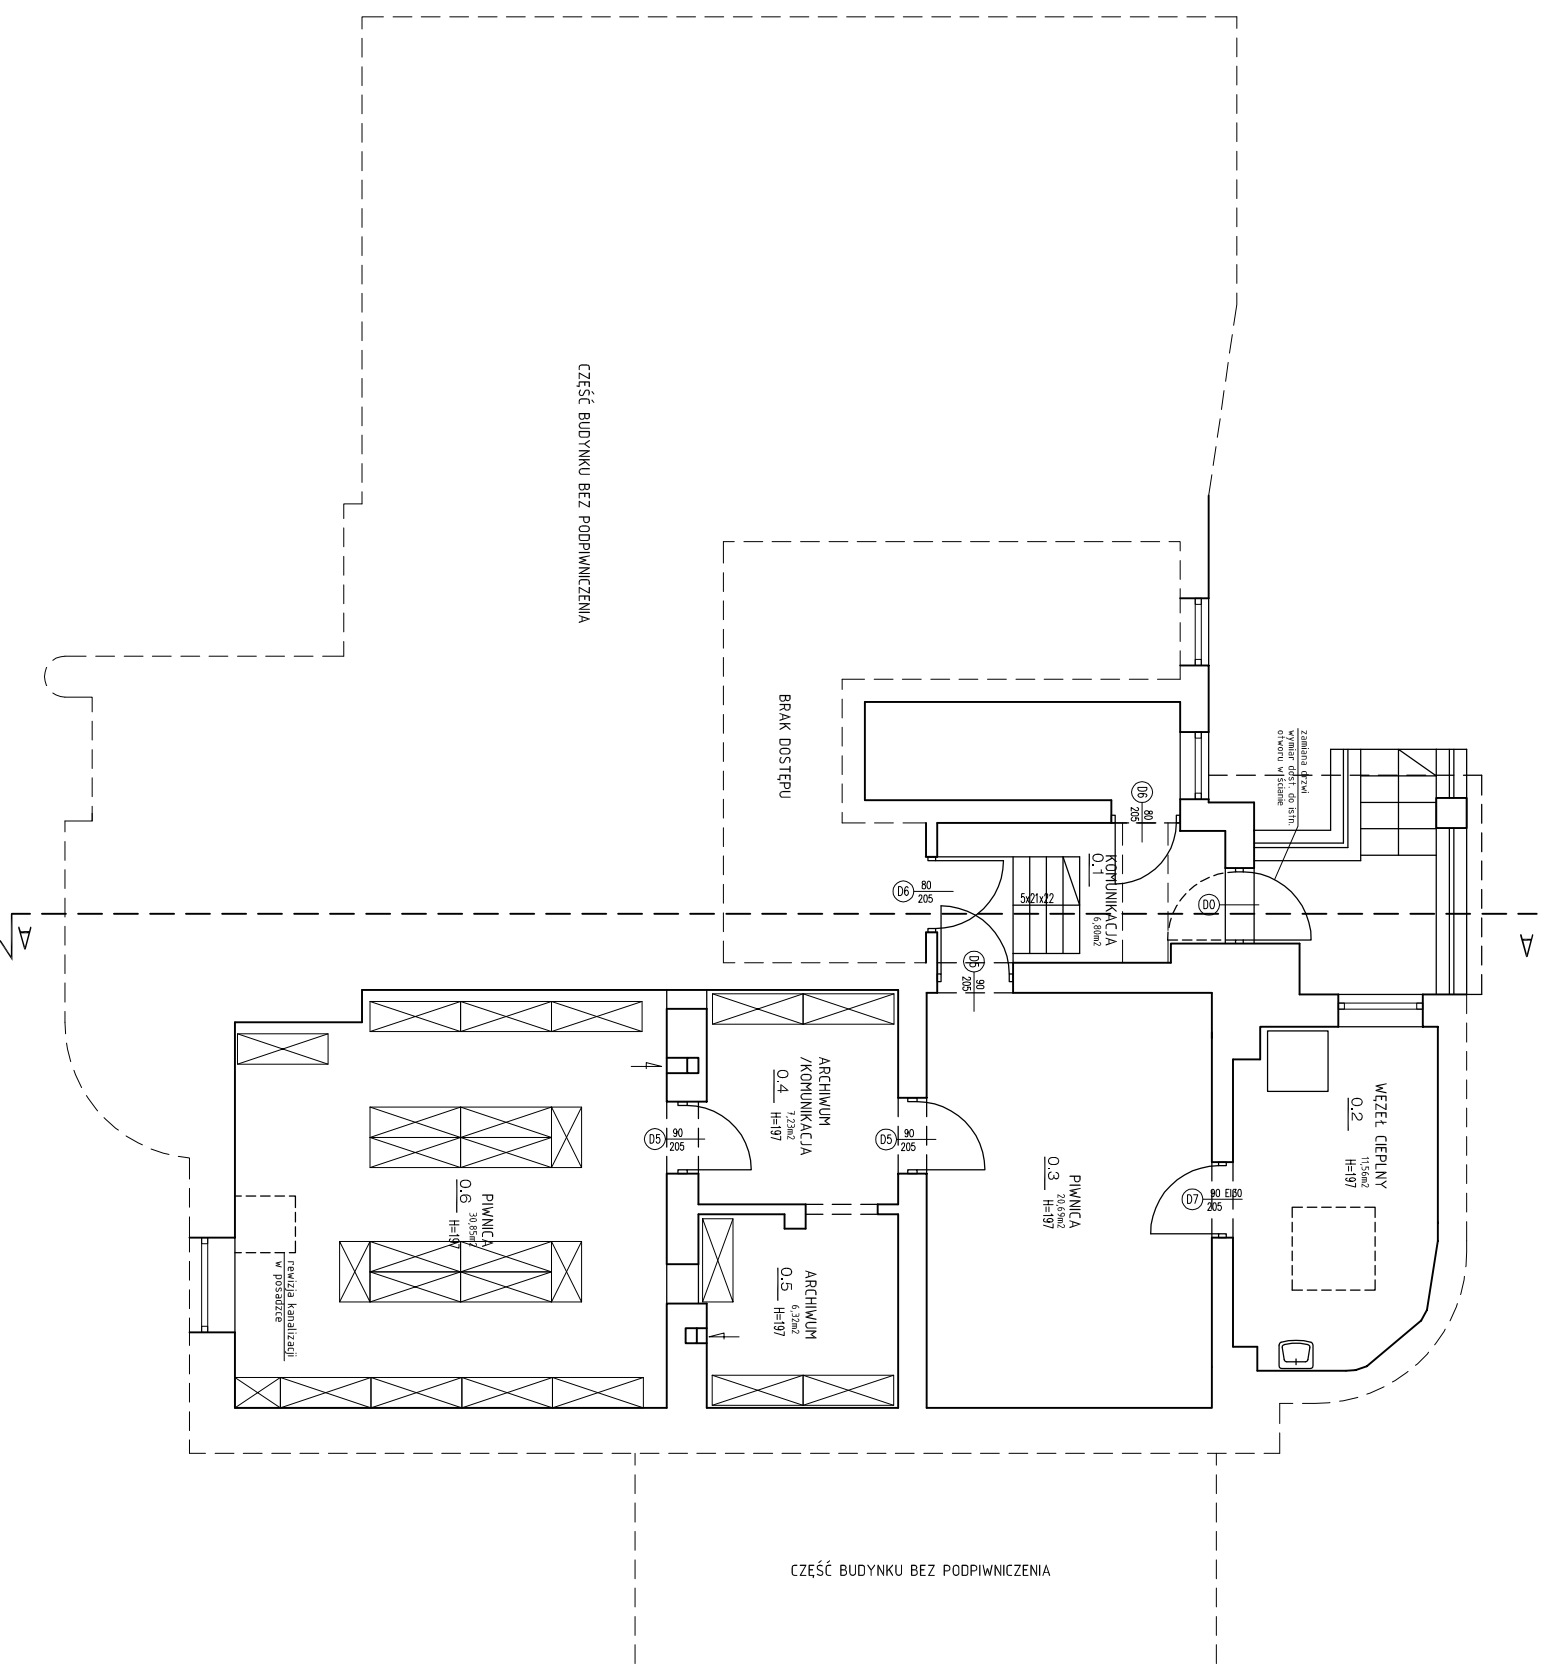 CZĘŚĆ BUDYNKU BEZ PODPIWNICZENIA
BRAK DOSTĘPU
zamiana drzwi
wymiar dost. do istn.
otworu w ścianie
D6
80
205
KOMUNIKACJA
0.1
6,80m2
5x21x22
D6
80
205
D0
A
A
D5
90
205
WĘZEŁ CIEPLNY
0.2
11,56m2
H=197
ARCHIWUM
/KOMUNIKACJA
0.4
7,23m2
H=197
D5
90
205
D5
90
205
PIWNICA
0.3
20,69m2
H=197
D7
90 EI30
205
PIWNICA
0.6
30,85m2
H=197
ARCHIWUM
0.5
6,32m2
H=197
rewizja kanalizacji
w posadzce
CZĘŚĆ BUDYNKU BEZ PODPIWNICZENIA